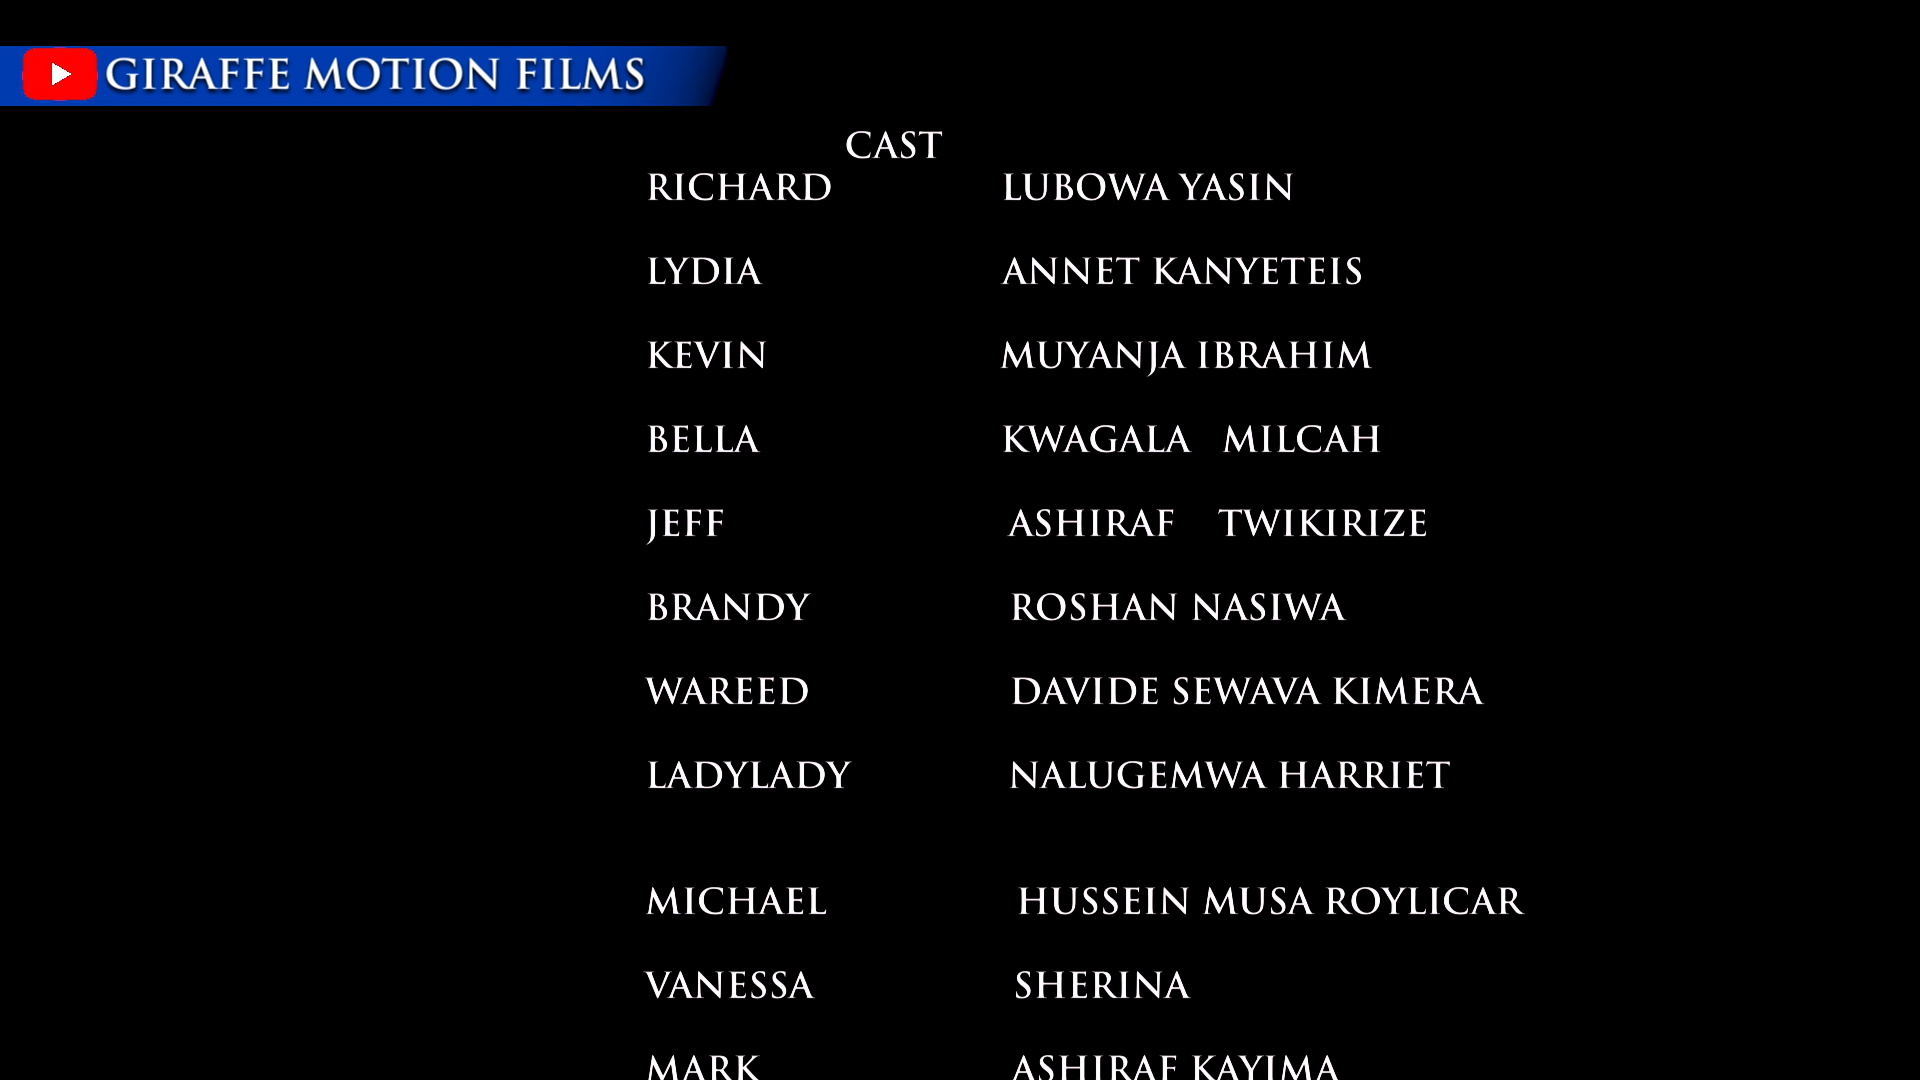 GIRAFFE MOTION FILMS
CAST
RICHARD LUBOWA YASIN
LYDIA ANNET KANYETEIS
KEVIN MUYANJA IBRAHIM
BELLA KWAGALA MILCAH
JEFF ASHIRAF TWIKIRIZE
BRANDY ROSHAN NASIWA
WAREED DAVIDE SEWAVA KIMERA
LADYLADY NALUGEMWA HARRIET
MICHAEL HUSSEIN MUSA ROYLICAR
VANESSA SHERINA
MARK ASHIRAF KAYIMA